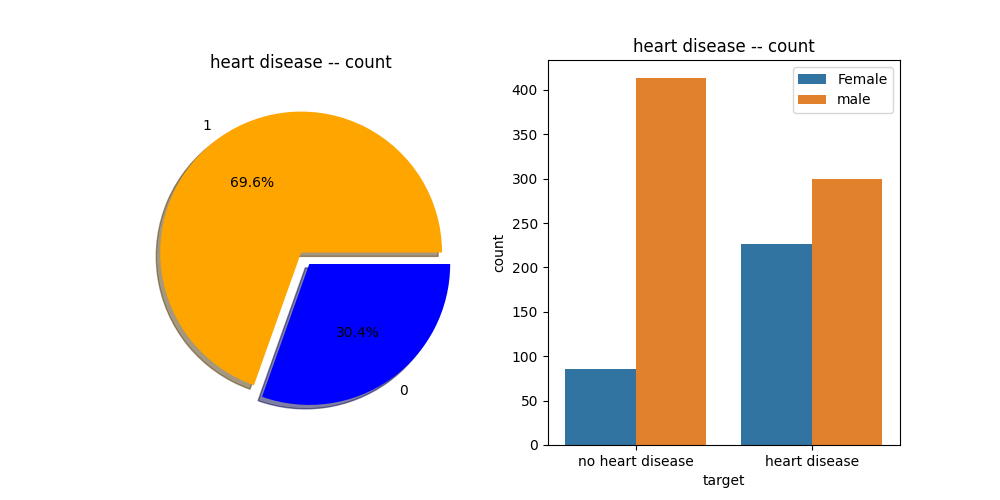 heart disease -- count
1
69.6%
30.4%
0
heart disease -- count
Female
male
400
350
300
250
200
150
100
50
0
count
no heart disease
heart disease
target